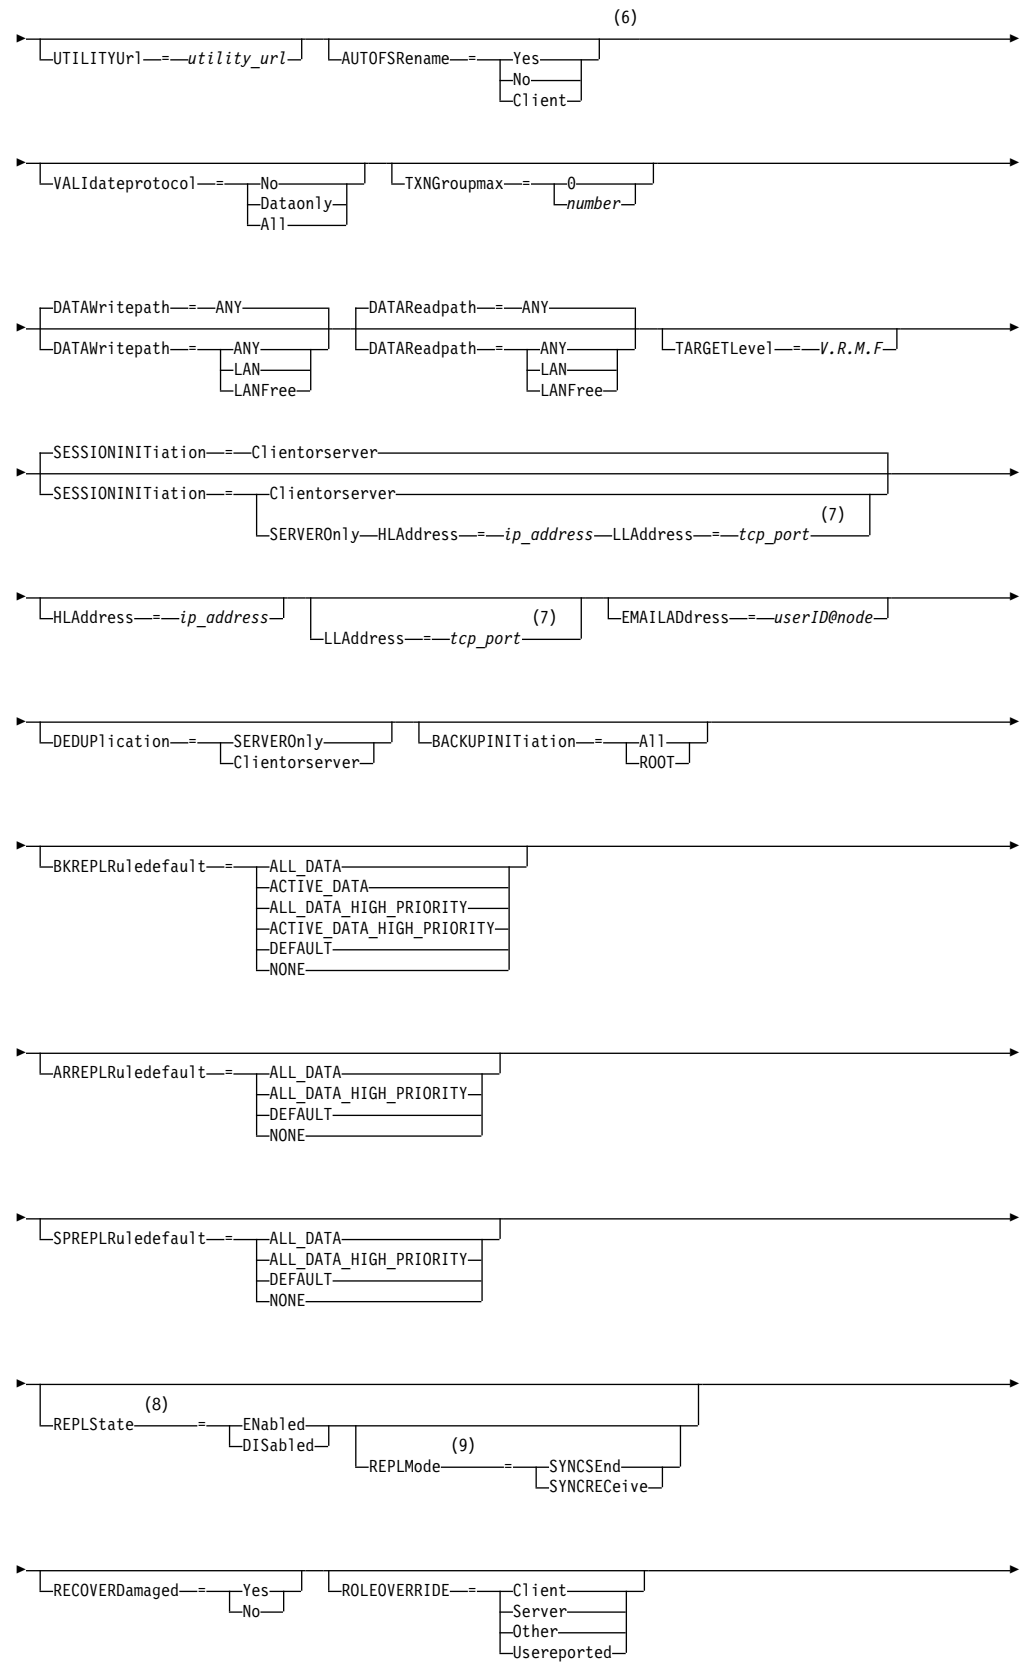 (6)
UTILITYUrl = utility_url AUTOFSRename = Yes
No
Client
VALIdateprotocol = No TXNGroupmax = 0
Dataonly number
All
DATAWritepath = ANY DATAReadpath = ANY
DATAWritepath = ANY DATAReadpath = ANY TARGETLevel = V.R.M.F
LAN LAN
LANFree LANFree
SESSIONINITiation = Clientorserver
SESSIONINITiation = Clientorserver
(7)
SERVEROnly HLAddress = ip_address LLAddress = tcp_port
HLAddress = ip_address (7) EMAILADdress = userID@node
LLAddress = tcp_port
DEDUPlication = SERVEROnly BACKUPINITiation = All
Clientorserver ROOT
BKREPLRuledefault = ALL_DATA
ACTIVE_DATA
ALL_DATA_HIGH_PRIORITY
ACTIVE_DATA_HIGH_PRIORITY
DEFAULT
NONE
ARREPLRuledefault = ALL_DATA
ALL_DATA_HIGH_PRIORITY
DEFAULT
NONE
SPREPLRuledefault = ALL_DATA
ALL_DATA_HIGH_PRIORITY
DEFAULT
NONE
(8)
REPLState = ENabled
DISabled (9)
REPLMode = SYNCSEnd
SYNCRECeive
RECOVERDamaged = Yes ROLEOVERRIDE = Client
No Server
Other
Usereported